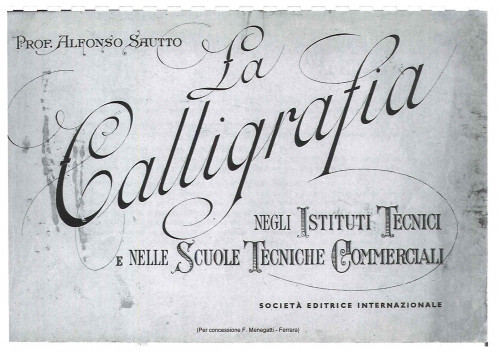 PROF. ALFONSO SAUTTO
La
Calligrafia
NEGLI ISTITUTI TECNICI
E NELLE SCUOLE TECNICHE COMMERCIALI
SOCIETÀ EDITRICE INTERNAZIONALE
(Per concessione F. Menegatti - Ferrara)